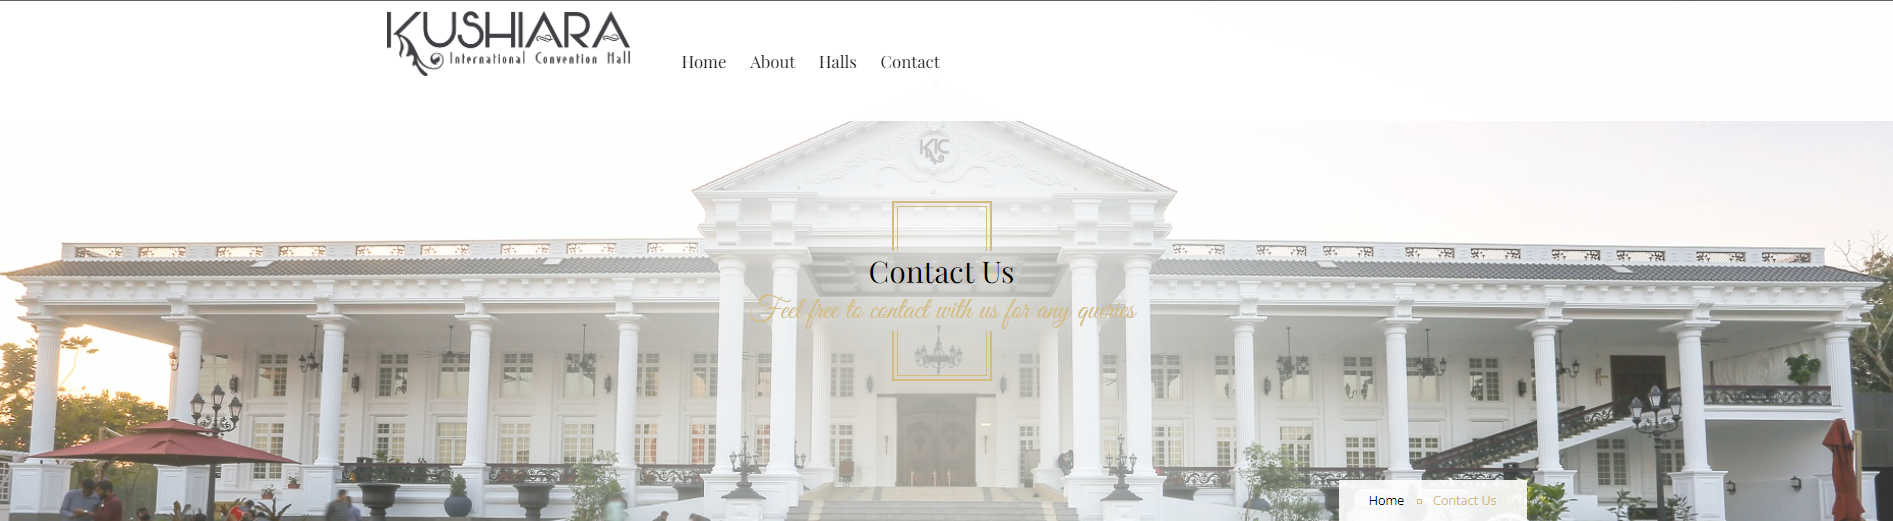 KUSHIARA
International Convention Hall
Home About Halls Contact
KIC
Contact Us
Feel free to contact with us for any queries
Home Contact Us